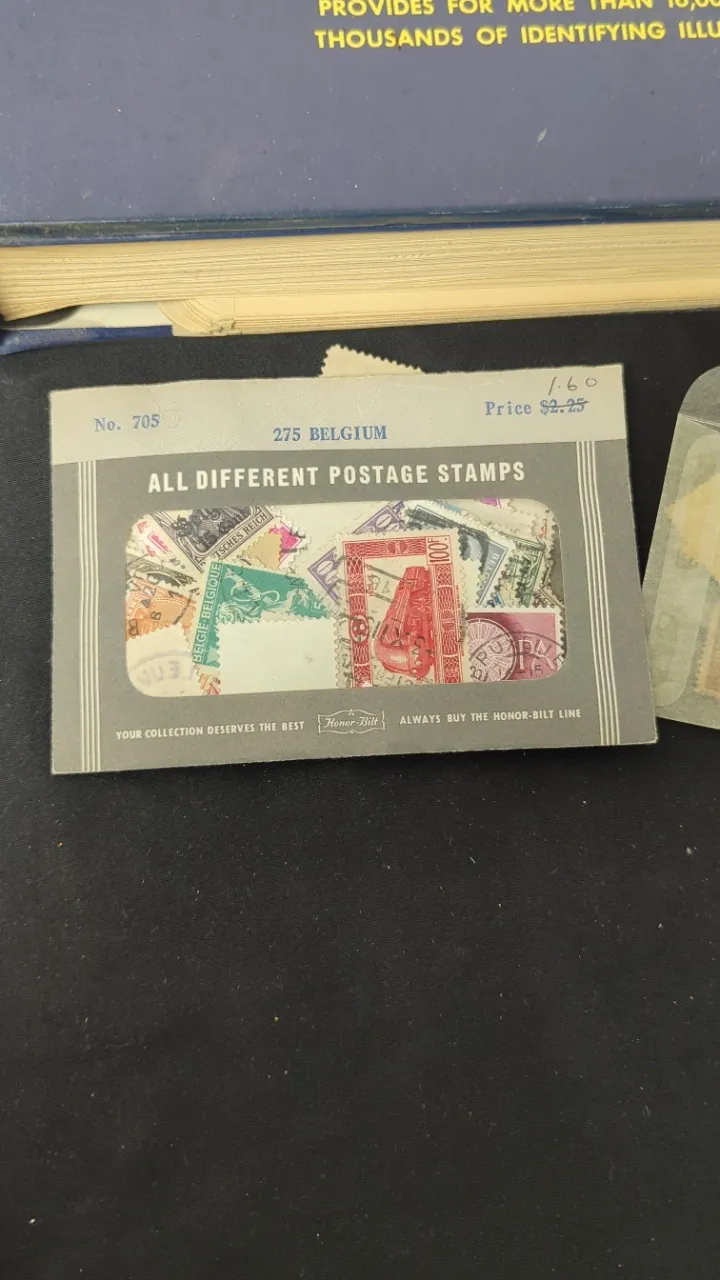 PROVIDES FOR MORE THAN
THOUSANDS OF IDENTIFYING
1.60
No. 705
Price $2.25
275 BELGIUM
ALL DIFFERENT POSTAGE STAMPS
REICH
BELGIE-BELGIQUE
100F
YOUR COLLECTION DESERVES THE BEST
Honor-Bilt
ALWAYS BUY THE HONOR-BILT LINE